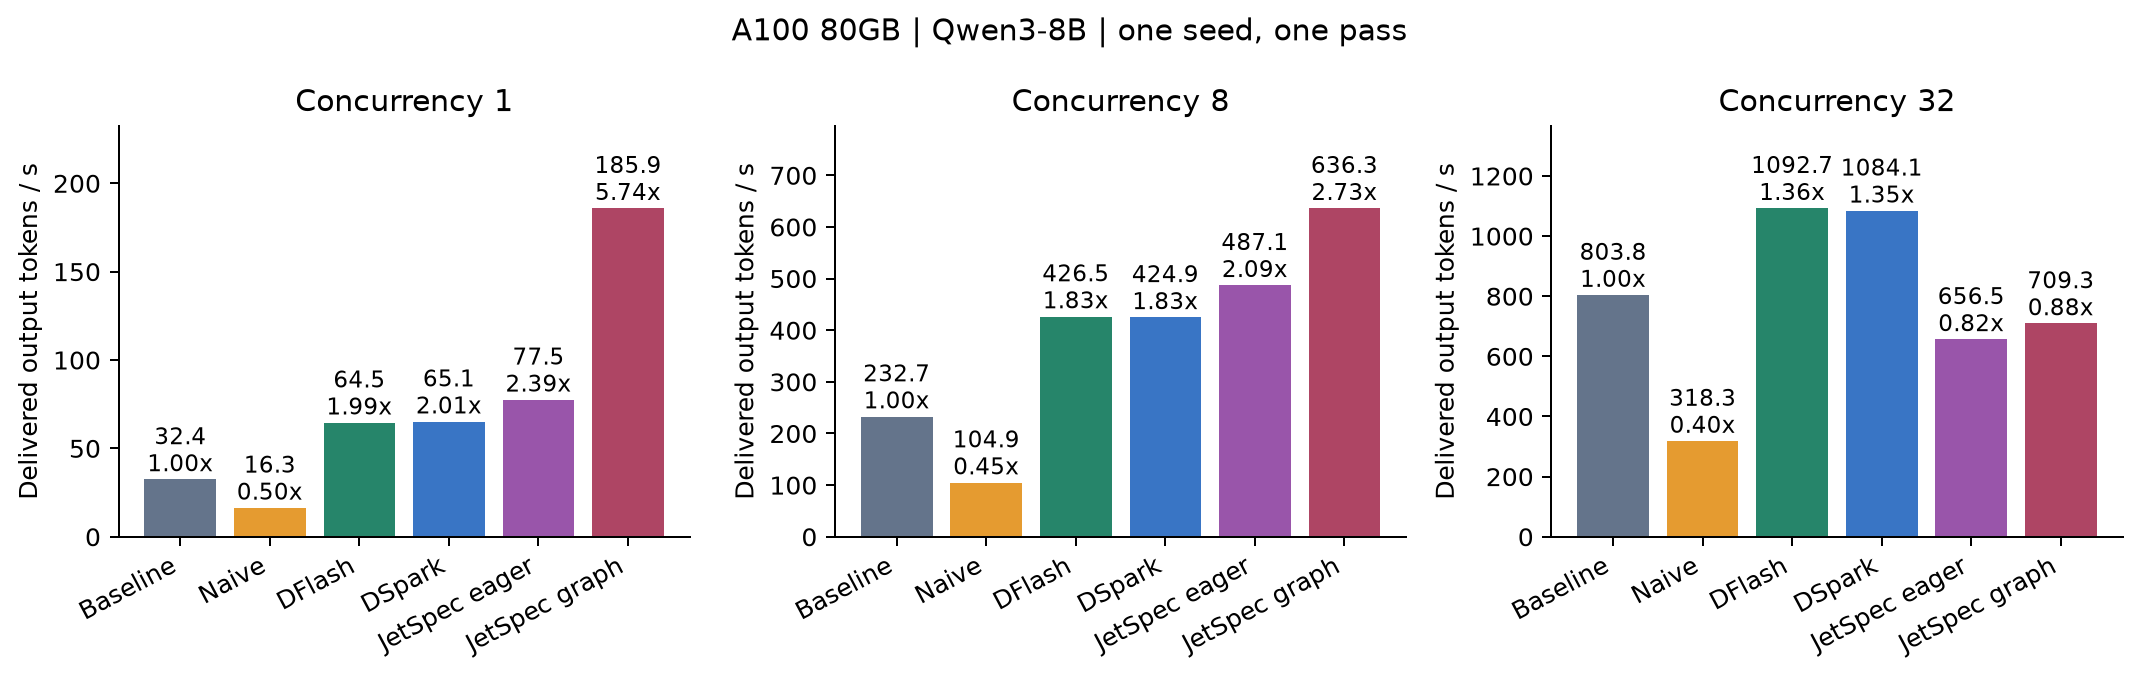 A100 80GB | Qwen3-8B | one seed, one pass
Concurrency 1
Delivered output tokens / s
200
150
100
50
0
32.4
1.00x
16.3
0.50x
64.5
1.99x
65.1
2.01x
77.5
2.39x
185.9
5.74x
Baseline
Naive
DFlash
DSpark
JetSpec eager
JetSpec graph
Concurrency 8
Delivered output tokens / s
700
600
500
400
300
200
100
0
232.7
1.00x
104.9
0.45x
426.5
1.83x
424.9
1.83x
487.1
2.09x
636.3
2.73x
Baseline
Naive
DFlash
DSpark
JetSpec eager
JetSpec graph
Concurrency 32
Delivered output tokens / s
1200
1000
800
600
400
200
0
803.8
1.00x
318.3
0.40x
1092.7
1.36x
1084.1
1.35x
656.5
0.82x
709.3
0.88x
Baseline
Naive
DFlash
DSpark
JetSpec eager
JetSpec graph